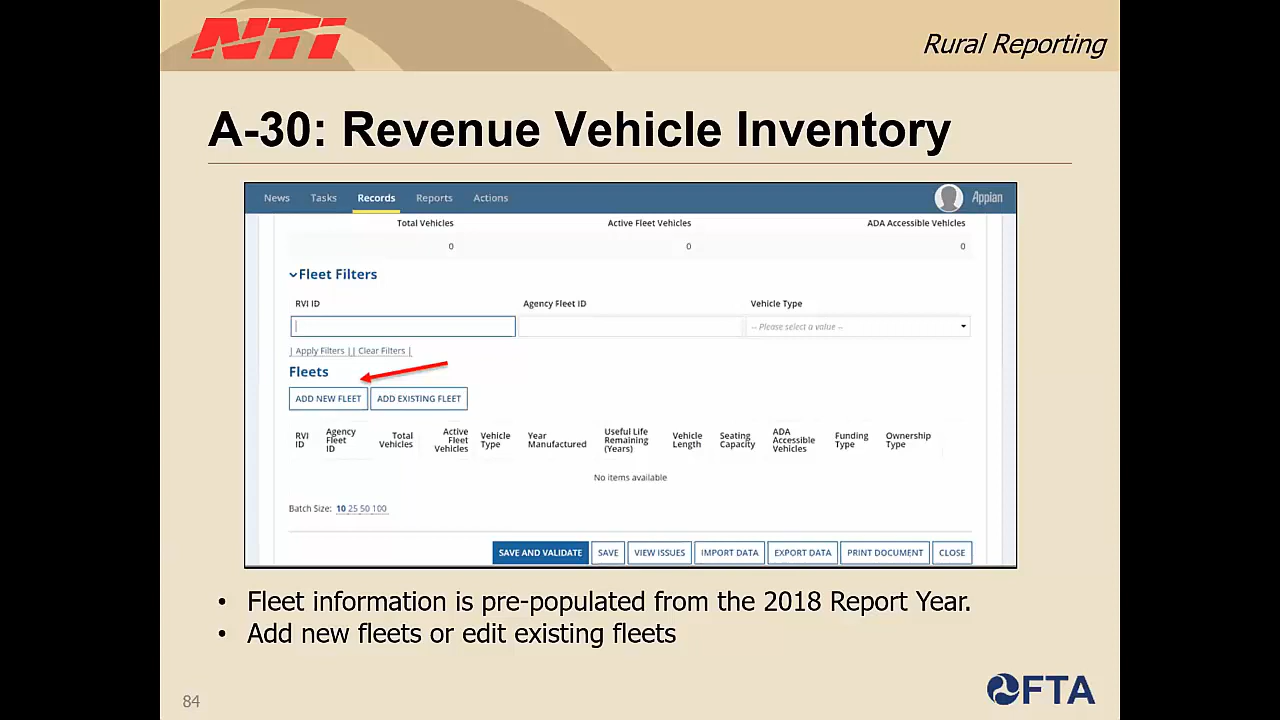 NTI
Rural Reporting
A-30: Revenue Vehicle Inventory
News Tasks Records Reports Actions Appian
Total Vehicles Active Fleet Vehicles ADA Accessible Vehicles
0 0 0
Fleet Filters
RVI ID Agency Fleet ID Vehicle Type
-- Please select a value --
| Apply Filters || Clear Filters |
Fleets
ADD NEW FLEET ADD EXISTING FLEET
RVI ID Agency Fleet ID Total Vehicles Active Fleet Vehicles Vehicle Type Year Manufactured Useful Life Remaining (Years) Vehicle Length Seating Capacity ADA Accessible Vehicles Funding Type Ownership Type
No items available
Batch Size: 10 25 50 100
SAVE AND VALIDATE SAVE VIEW ISSUES IMPORT DATA EXPORT DATA PRINT DOCUMENT CLOSE
• Fleet information is pre-populated from the 2018 Report Year.
• Add new fleets or edit existing fleets
84
FTA